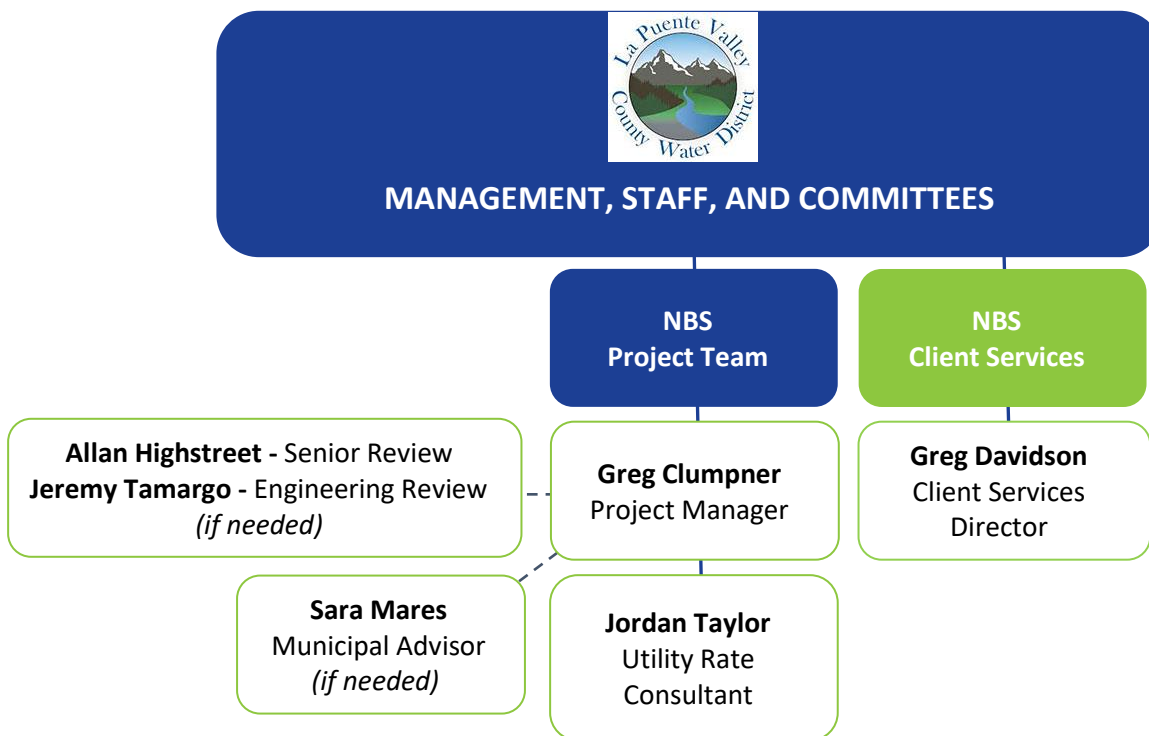 La Puente Valley
County Water District
MANAGEMENT, STAFF, AND COMMITTEES
NBS
Project Team
NBS
Client Services
Allan Highstreet - Senior Review
Jeremy Tamargo - Engineering Review
(if needed)
Greg Clumpner
Project Manager
Greg Davidson
Client Services
Director
Sara Mares
Municipal Advisor
(if needed)
Jordan Taylor
Utility Rate
Consultant